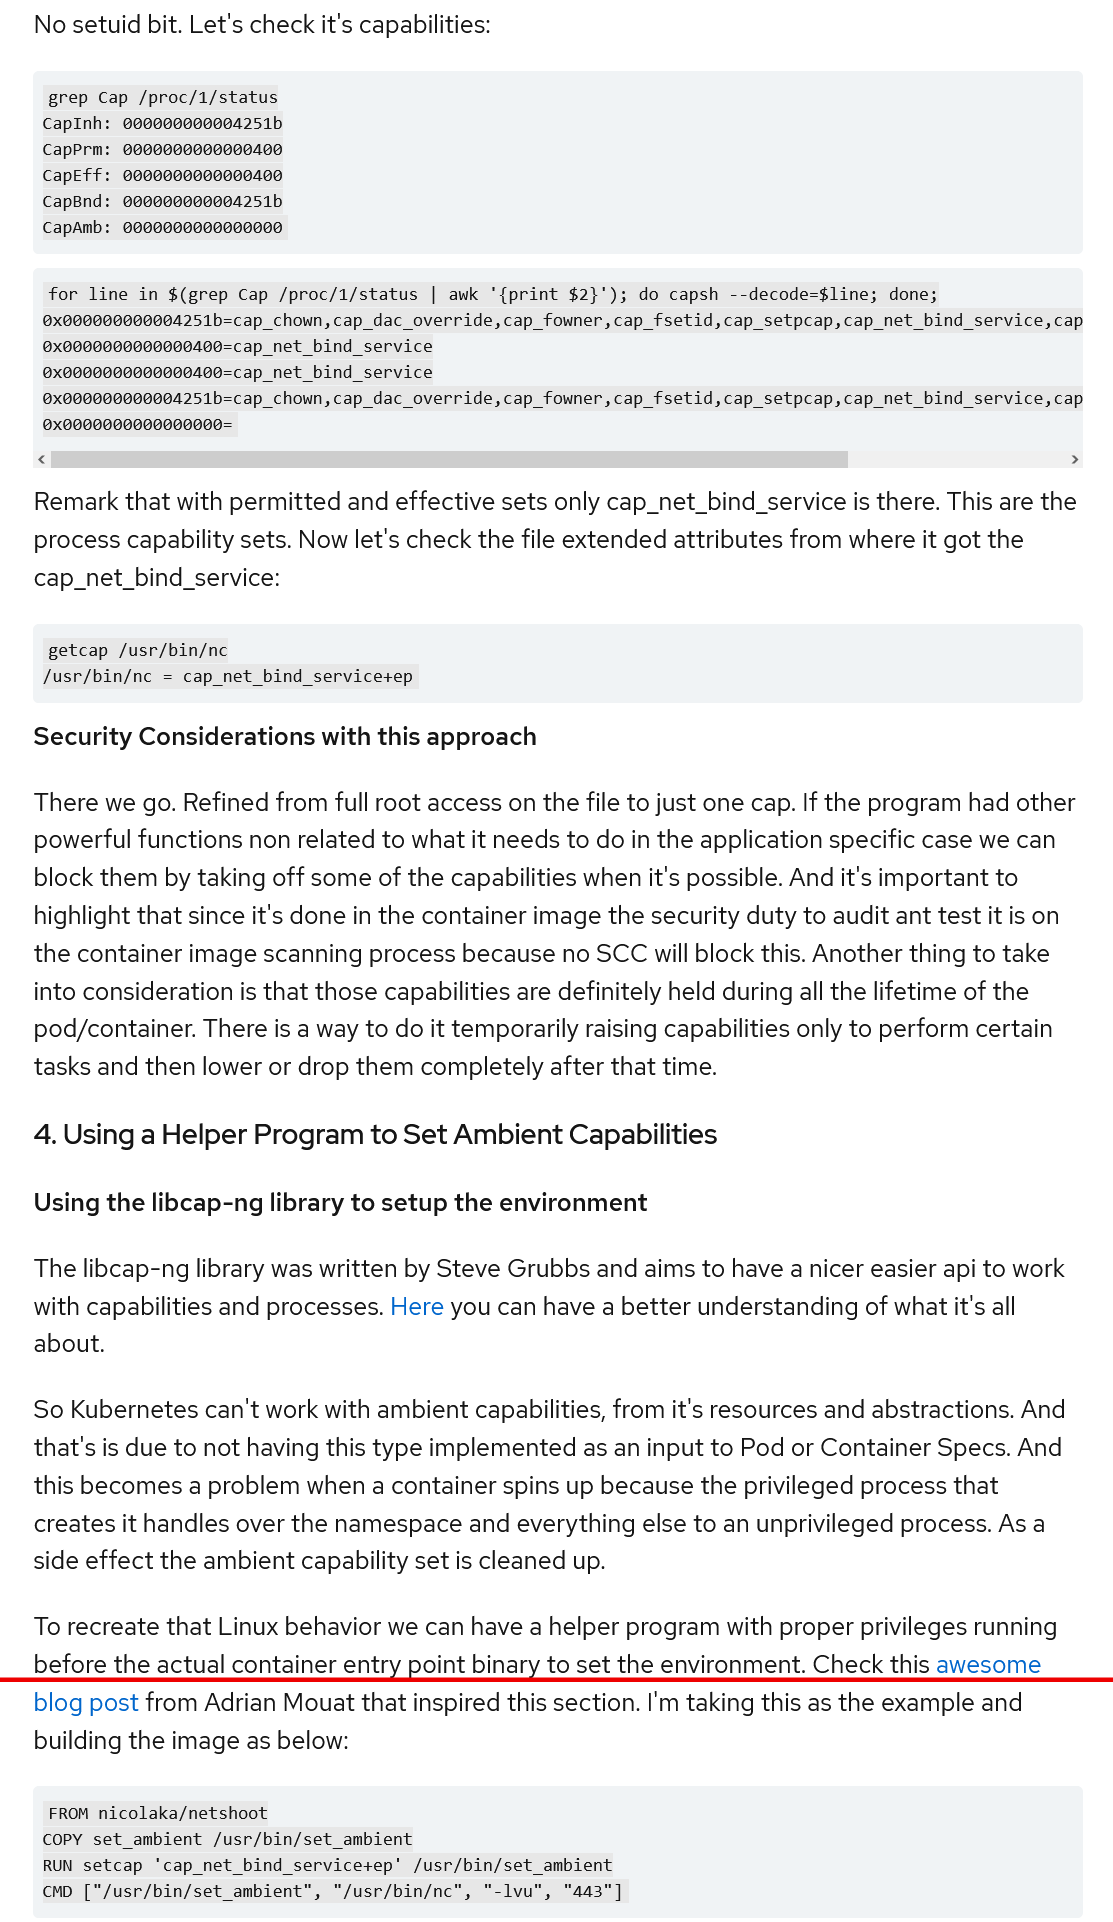 No setuid bit. Let's check it's capabilities:
grep Cap /proc/1/status
CapInh: 000000000004251b
CapPrm: 0000000000000400
CapEff: 0000000000000400
CapBnd: 000000000004251b
CapAmb: 0000000000000000
for line in $(grep Cap /proc/1/status | awk '{print $2}'); do capsh --decode=$line; done;
0x000000000004251b=cap_chown,cap_dac_override,cap_fowner,cap_fsetid,cap_setpcap,cap_net_bind_service,cap
0x0000000000000400=cap_net_bind_service
0x0000000000000400=cap_net_bind_service
0x000000000004251b=cap_chown,cap_dac_override,cap_fowner,cap_fsetid,cap_setpcap,cap_net_bind_service,cap
0x0000000000000000=
Remark that with permitted and effective sets only cap_net_bind_service is there. This are the
process capability sets. Now let's check the file extended attributes from where it got the
cap_net_bind_service:
getcap /usr/bin/nc
/usr/bin/nc = cap_net_bind_service+ep
Security Considerations with this approach
There we go. Refined from full root access on the file to just one cap. If the program had other
powerful functions non related to what it needs to do in the application specific case we can
block them by taking off some of the capabilities when it's possible. And it's important to
highlight that since it's done in the container image the security duty to audit ant test it is on
the container image scanning process because no SCC will block this. Another thing to take
into consideration is that those capabilities are definitely held during all the lifetime of the
pod/container. There is a way to do it temporarily raising capabilities only to perform certain
tasks and then lower or drop them completely after that time.
4. Using a Helper Program to Set Ambient Capabilities
Using the libcap-ng library to setup the environment
The libcap-ng library was written by Steve Grubbs and aims to have a nicer easier api to work
with capabilities and processes. Here you can have a better understanding of what it's all
about.
So Kubernetes can't work with ambient capabilities, from it's resources and abstractions. And
that's is due to not having this type implemented as an input to Pod or Container Specs. And
this becomes a problem when a container spins up because the privileged process that
creates it handles over the namespace and everything else to an unprivileged process. As a
side effect the ambient capability set is cleaned up.
To recreate that Linux behavior we can have a helper program with proper privileges running
before the actual container entry point binary to set the environment. Check this awesome
blog post from Adrian Mouat that inspired this section. I'm taking this as the example and
building the image as below:
FROM nicolaka/netshoot
COPY set_ambient /usr/bin/set_ambient
RUN setcap 'cap_net_bind_service+ep' /usr/bin/set_ambient
CMD ["/usr/bin/set_ambient", "/usr/bin/nc", "-lvu", "443"]